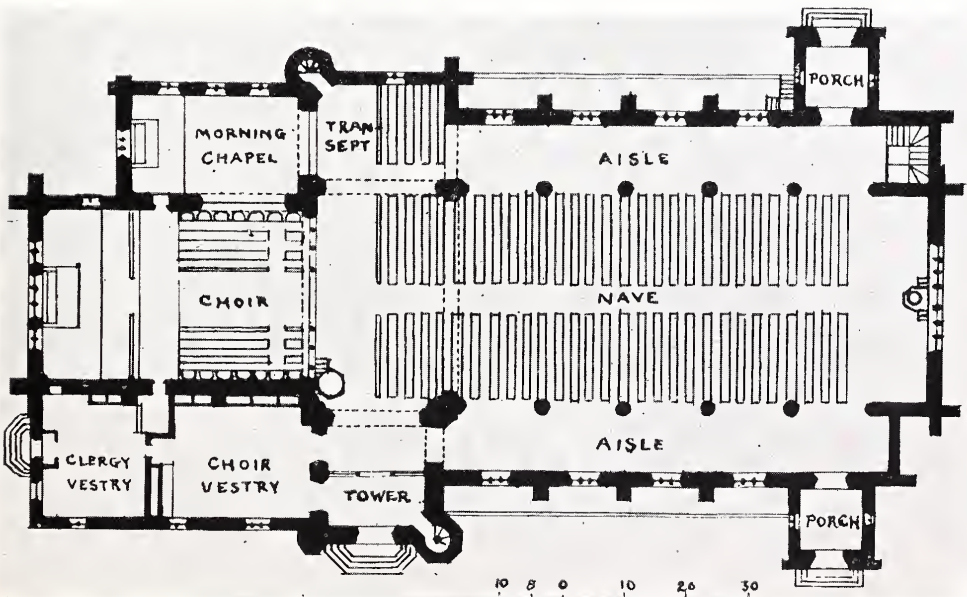 PORCH
MORNING
CHAPEL
TRAN
SEPT
AISLE
CHOIR
NAVE
AISLE
CLERGY
VESTRY
CHOIR
VESTRY
TOWER
PORCH
10 8 0 10 20 30